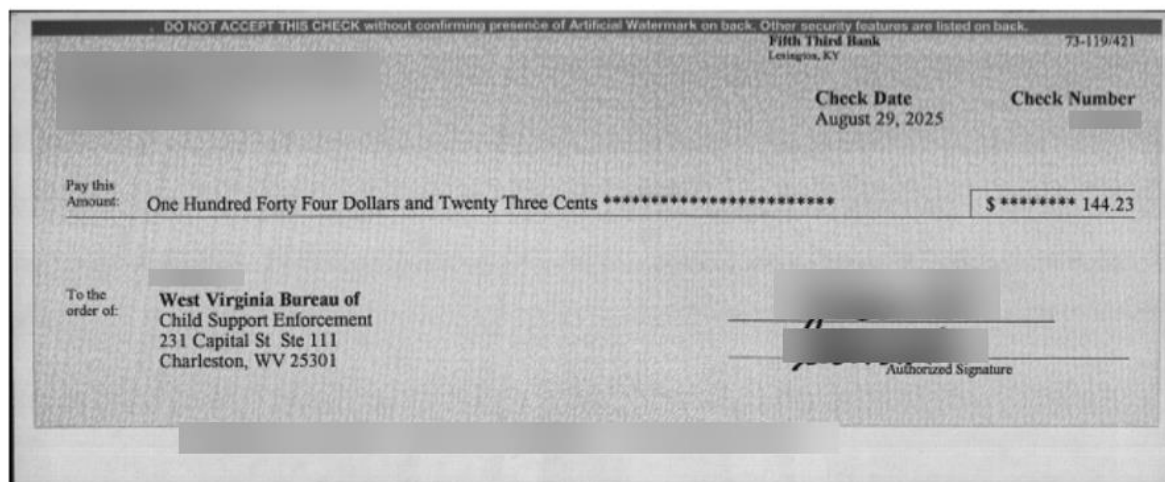 DO NOT ACCEPT THIS CHECK without confirming presence of Artificial Watermark on back. Other security features are listed on back.
Fifth Third Bank 73-119/421
Lexington, KY
Check Date Check Number
August 29, 2025
Pay this
Amount: One Hundred Forty Four Dollars and Twenty Three Cents ************************* $ ******** 144.23
To the
order of:
West Virginia Bureau of
Child Support Enforcement
231 Capital St Ste 111
Charleston, WV 25301
Authorized Signature